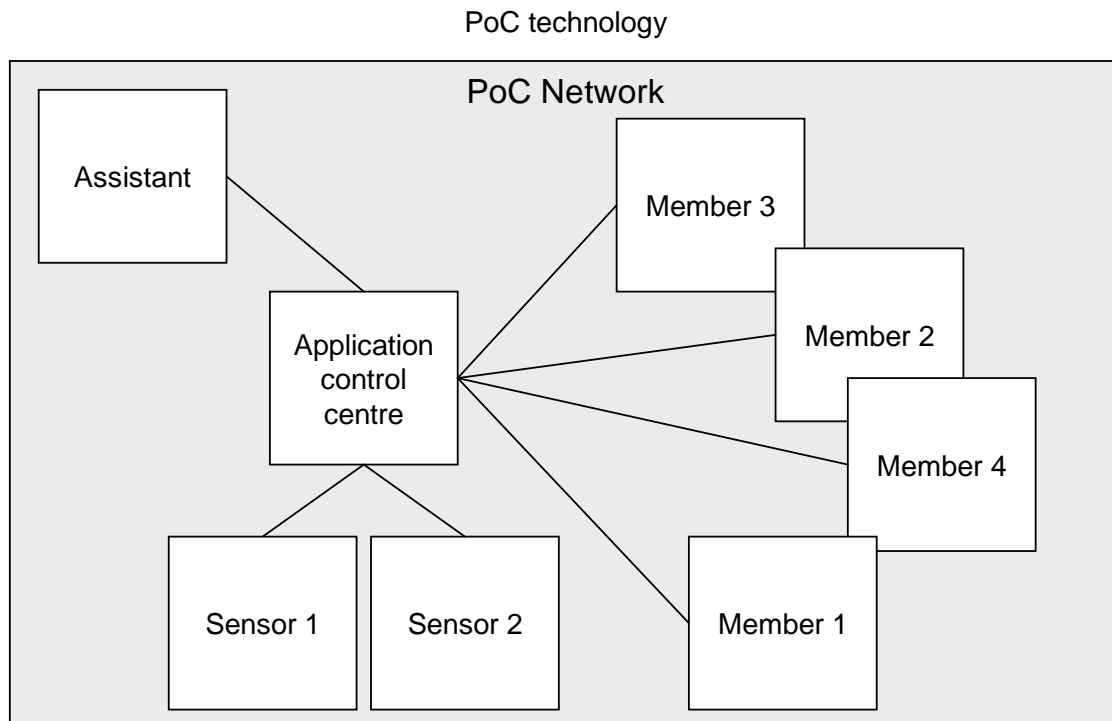 PoC technology
PoC Network
Assistant
Member 3
Member 2
Application
control
centre
Member 4
Sensor 1
Sensor 2
Member 1